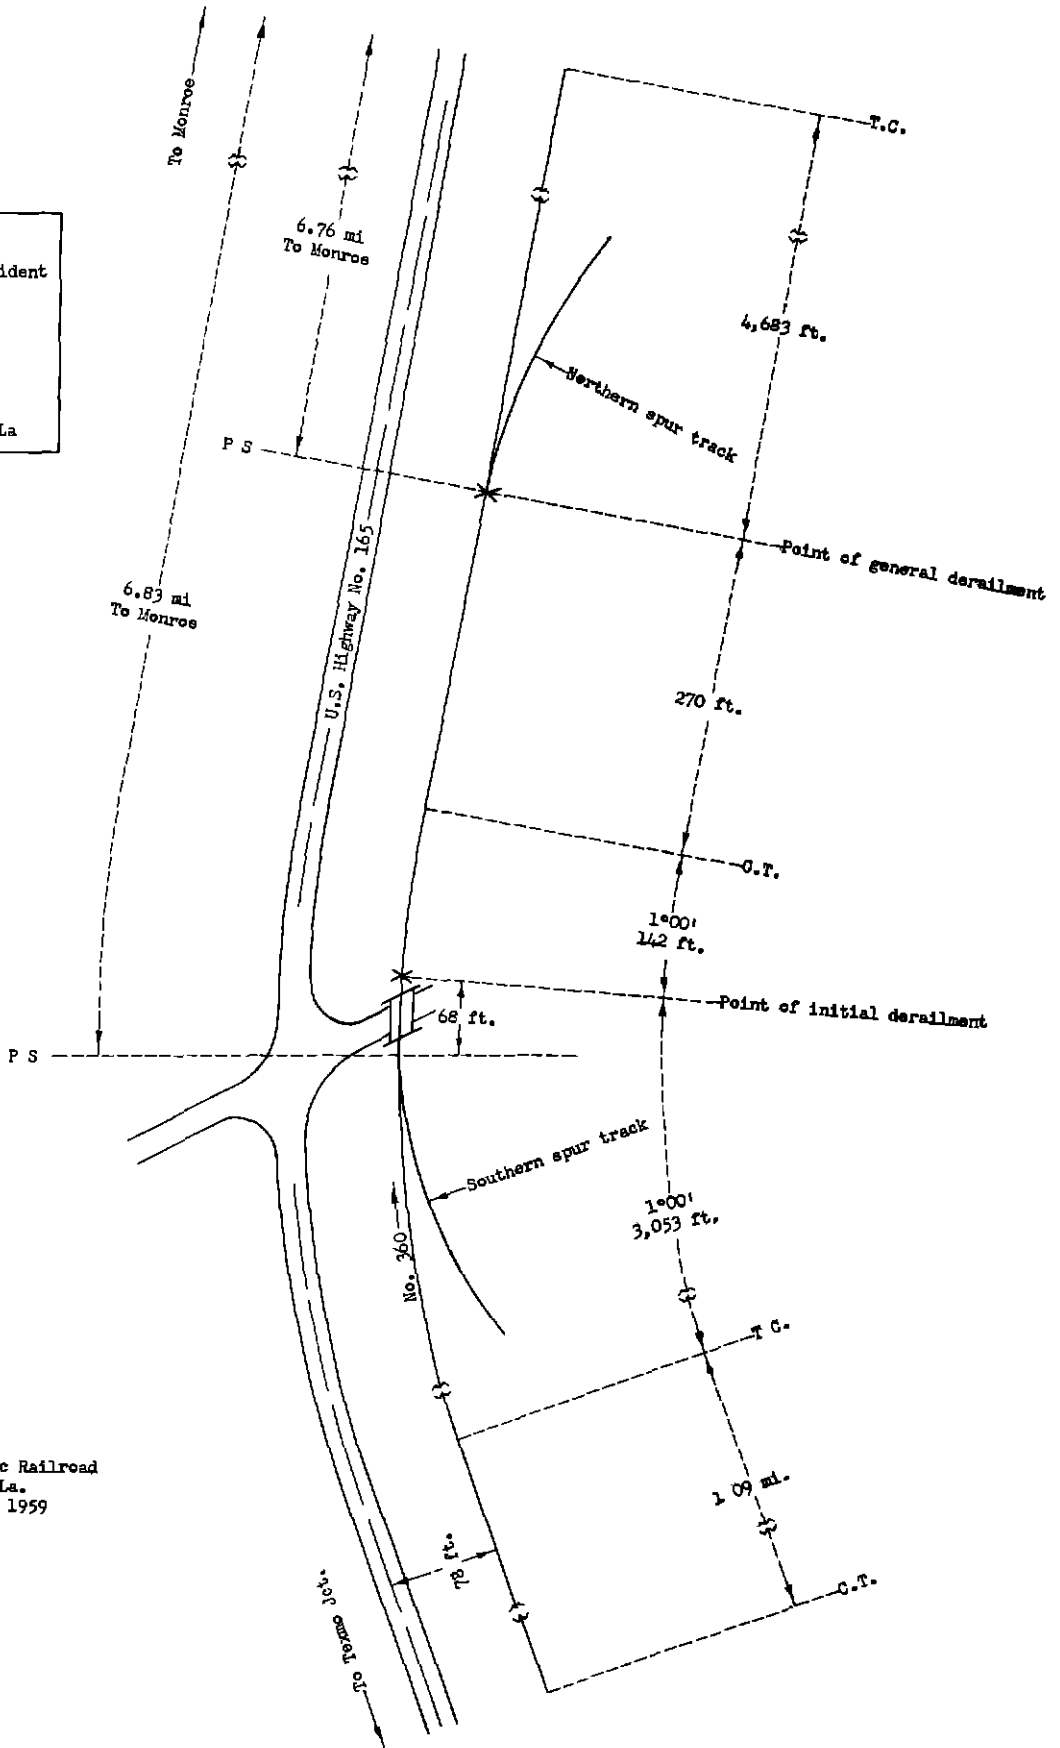 To Monroe
T.C.
6.76 mi
To Monroe
ident
La
4,683 ft.
Northern spur track
P S
Point of general derailment
U.S. Highway No. 165
6.83 mi
To Monroe
270 ft.
C.T.
1°00'
142 ft.
Point of initial derailment
68 ft.
P S
Southern spur track
1°00'
3,053 ft.
No. 360
T C.
c Railroad
La.
1959
1 09 mi.
78 ft.
C.T.
To Texmo Jct.